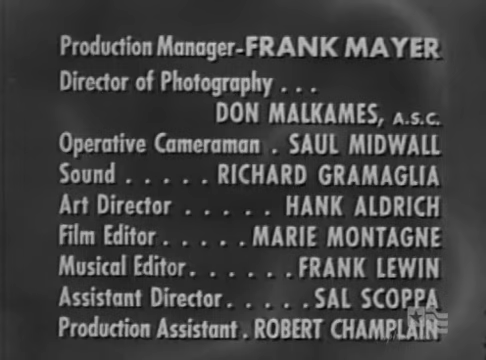 Production Manager-FRANK MAYER
Director of Photography . . .
DON MALKAMES, A.S.C.
Operative Cameraman . SAUL MIDWALL
Sound . . . . . RICHARD GRAMAGLIA
Art Director . . . . . HANK ALDRICH
Film Editor . . . . . MARIE MONTAGNE
Musical Editor . . . . . . FRANK LEWIN
Assistant Director . . . . . SAL SCOPPA
Production Assistant . ROBERT CHAMPLAIN